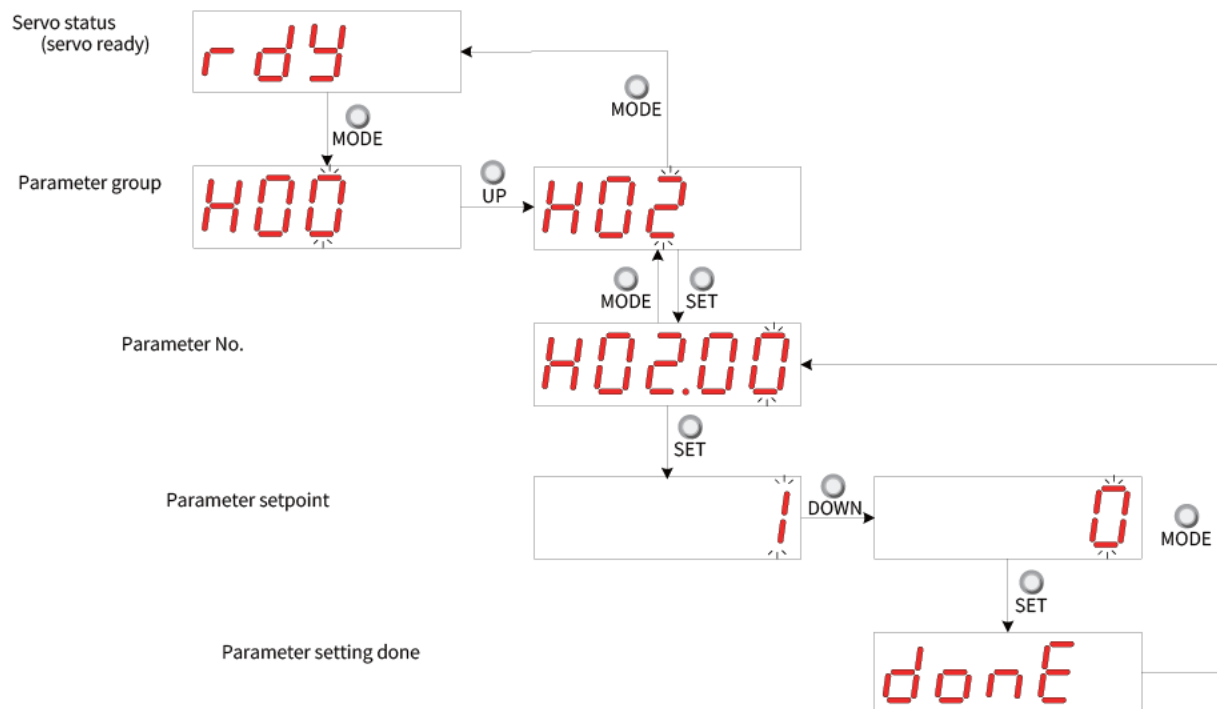 Servo status
(servo ready)
rdY
MODE
MODE
Parameter group
H00
UP
H02
MODE
SET
Parameter No.
H02.00
SET
Parameter setpoint
1
DOWN
0
MODE
SET
Parameter setting done
donE